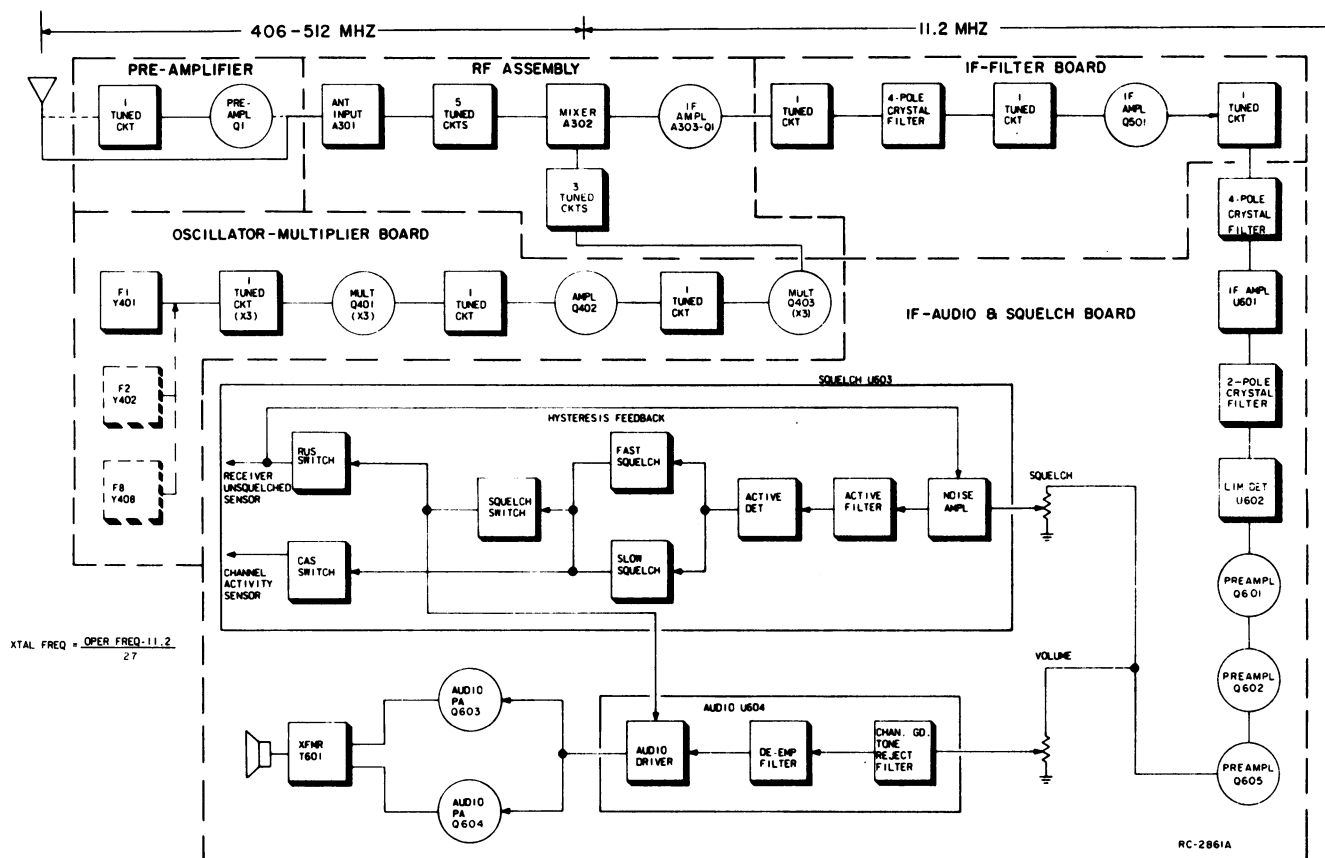 406-512 MHZ
11.2 MHZ
PRE-AMPLIFIER
RF ASSEMBLY
IF-FILTER BOARD
1
TUNED
CKT
PRE-
AMPL
Q1
ANT
INPUT
A301
5
TUNED
CKTS
MIXER
A302
IF
AMPL
A303-Q1
1
TUNED
CKT
4-POLE
CRYSTAL
FILTER
1
TUNED
CKT
IF
AMPL
Q501
1
TUNED
CKT
3
TUNED
CKTS
4-POLE
CRYSTAL
FILTER
OSCILLATOR-MULTIPLIER BOARD
F1
Y401
1
TUNED
CKT
(X3)
MULT
Q401
(X3)
1
TUNED
CKT
AMPL
Q402
1
TUNED
CKT
MULT
Q403
(X3)
IF-AUDIO & SQUELCH BOARD
IF AMPL
U601
F2
Y402
F8
Y408
2-POLE
CRYSTAL
FILTER
LIM DET
U602
SQUELCH U603
HYSTERESIS FEEDBACK
RUS
SWITCH
RECEIVER
UNSQUELCHED
SENSOR
FAST
SQUELCH
SQUELCH
SWITCH
ACTIVE
DET
ACTIVE
FILTER
NOISE
AMPL
SQUELCH
CAS
SWITCH
CHANNEL
ACTIVITY
SENSOR
SLOW
SQUELCH
PREAMPL
Q601
PREAMPL
Q602
PREAMPL
Q605
XTAL FREQ = OPER FREQ-11.2
27
VOLUME
AUDIO U604
AUDIO
PA
Q603
XFMR
T601
AUDIO
DRIVER
DE-EMP
FILTER
CHAN. GD.
TONE
REJECT
FILTER
AUDIO
PA
Q604
RC-2861A